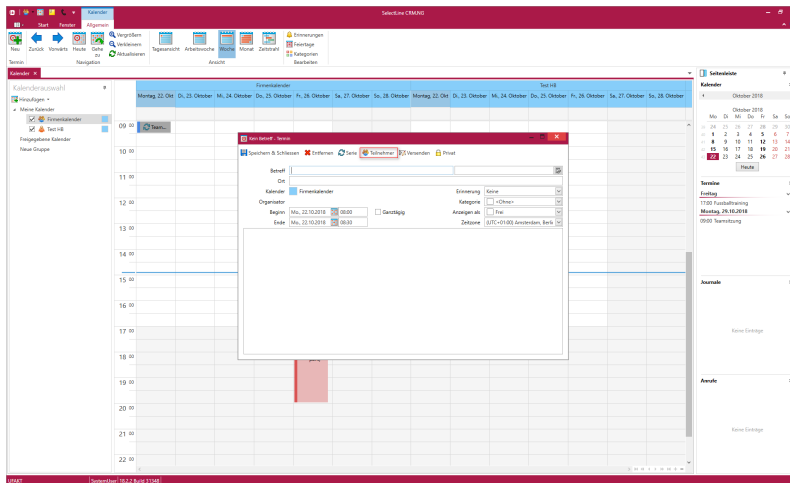 SelectLine CRM.NG
Kalender
Start Fenster Allgemein
Neu Zurück Vorwärts Heute Gehe zu
Vergrößern
Verkleinern
Aktualisieren
Tagesansicht Arbeitswoche Woche Monat Zeitstrahl
Erinnerungen
Feiertage
Kategorien
Termin Navigation Ansicht Bearbeiten
Kalender ×
Kalenderauswahl
Hinzufügen
Meine Kalender
Firmenkalender
Test HB
Freigegebene Kalender
Neue Gruppe
Firmenkalender Test HB
Montag, 22. Okt Di., 23. Oktober Mi., 24. Oktober Do., 25. Oktober Fr., 26. Oktober Sa., 27. Oktober So., 28. Oktober Montag, 22. Okt Di., 23. Oktober Mi., 24. Oktober Do., 25. Oktober Fr., 26. Oktober Sa., 27. Oktober So., 28. Oktober
09 00
Team...
10 00
11 00
12 00
13 00
14 00
15 00
16 00
17 00
18 00
19 00
20 00
21 00
22 00
Kein Betreff - Termin
Speichern & Schliessen Entfernen Serie Teilnehmer Versenden Privat
Betreff
Ort
Kalender Firmenkalender Erinnerung Keine
Organisator Kategorie <Ohne>
Beginn Mo., 22.10.2018 08:00 Ganztägig Anzeigen als Frei
Ende Mo., 22.10.2018 08:30 Zeitzone (UTC+01:00) Amsterdam, Berli
Seitenleiste
Kalender
Oktober 2018
Oktober 2018
Mo Di Mi Do Fr Sa So
24 25 26 27 28 29 30
1 2 3 4 5 6 7
8 9 10 11 12 13 14
15 16 17 18 19 20 21
22 23 24 25 26 27 28
Heute
Termine
Freitag
17:00 Fussballtraining
Montag, 29.10.2018
09:00 Teamsitzung
Journale
Keine Einträge
Anrufe
Keine Einträge
UFAKT SystemUser 18.2.2 Build 31348